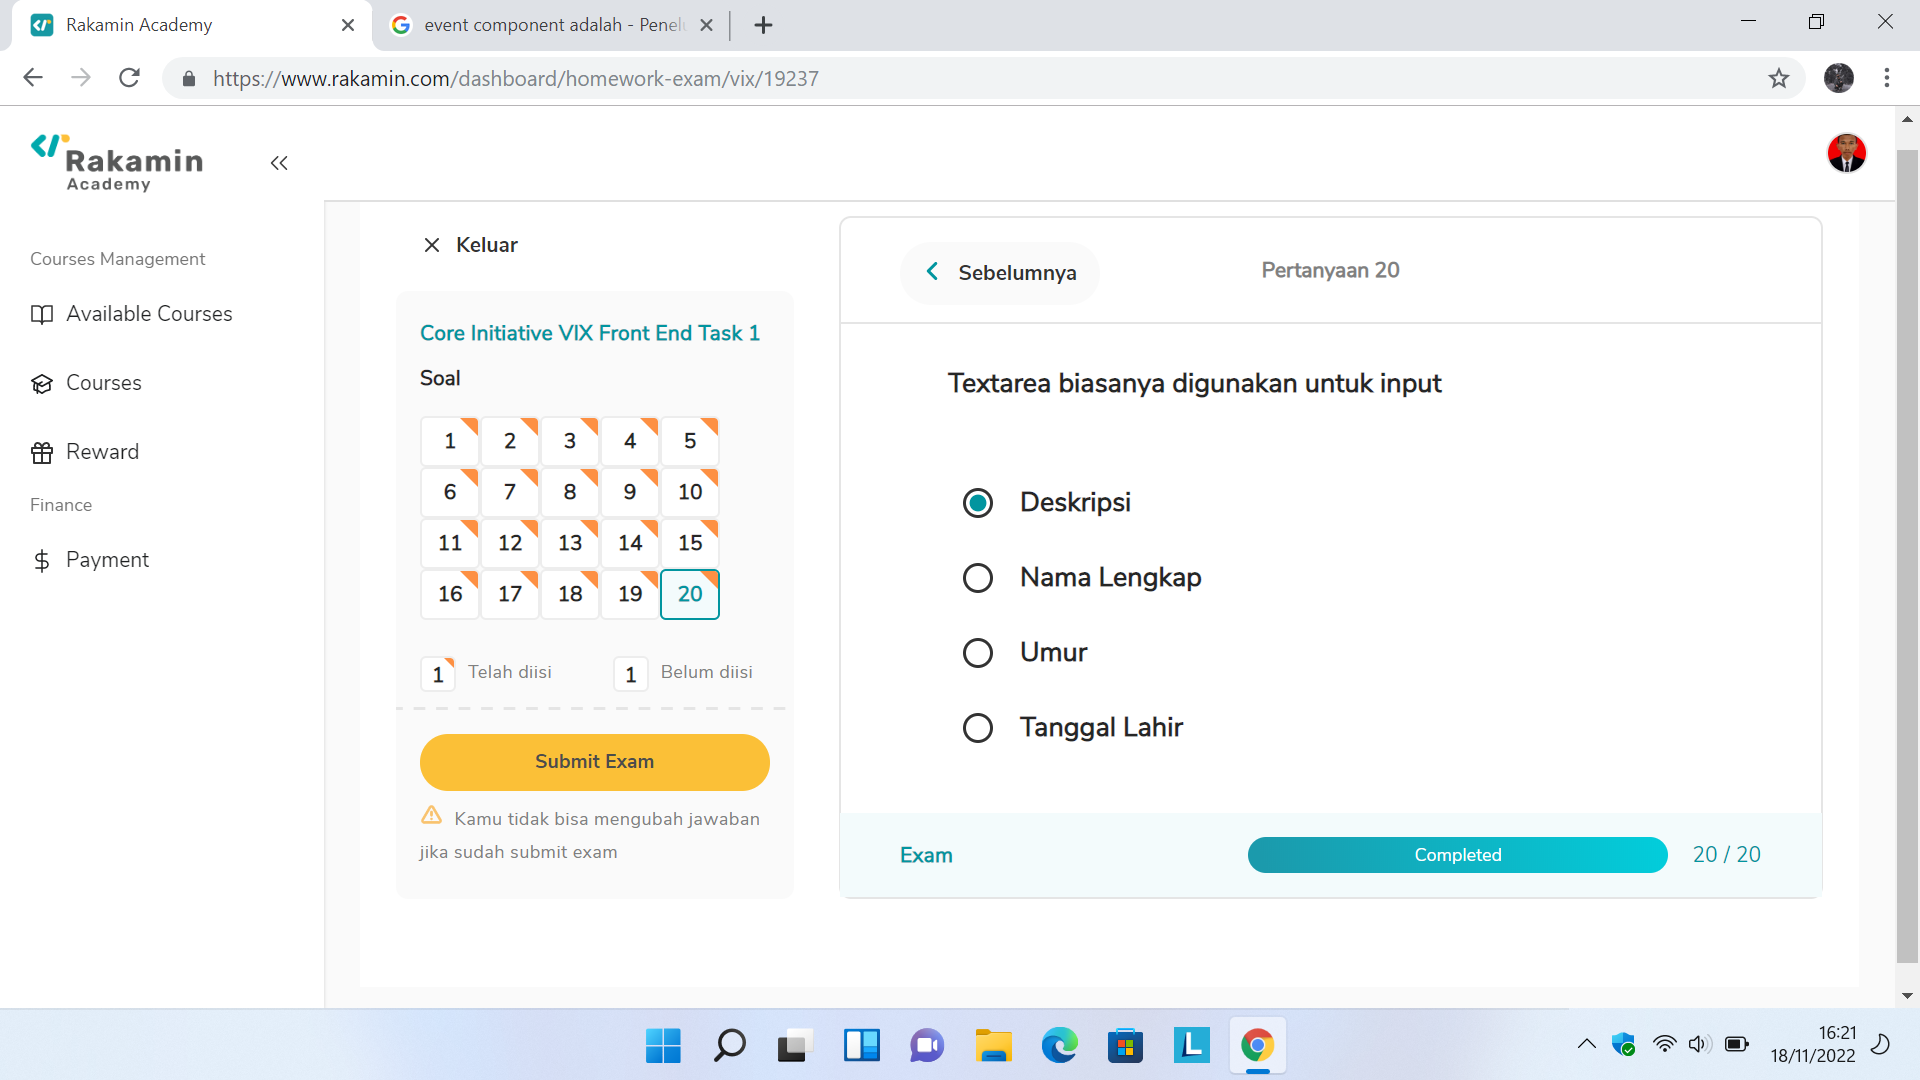 Rakamin Academy
event component adalah - Penel
https://www.rakamin.com/dashboard/homework-exam/vix/19237
Rakamin
Academy
Courses Management
Available Courses
Courses
Reward
Finance
Payment
Keluar
Core Initiative VIX Front End Task 1
Soal
1 2 3 4 5
6 7 8 9 10
11 12 13 14 15
16 17 18 19 20
1 Telah diisi 1 Belum diisi
Submit Exam
Kamu tidak bisa mengubah jawaban
jika sudah submit exam
Sebelumnya
Pertanyaan 20
Textarea biasanya digunakan untuk input
Deskripsi
Nama Lengkap
Umur
Tanggal Lahir
Exam
Completed
20 / 20
L
16:21
18/11/2022